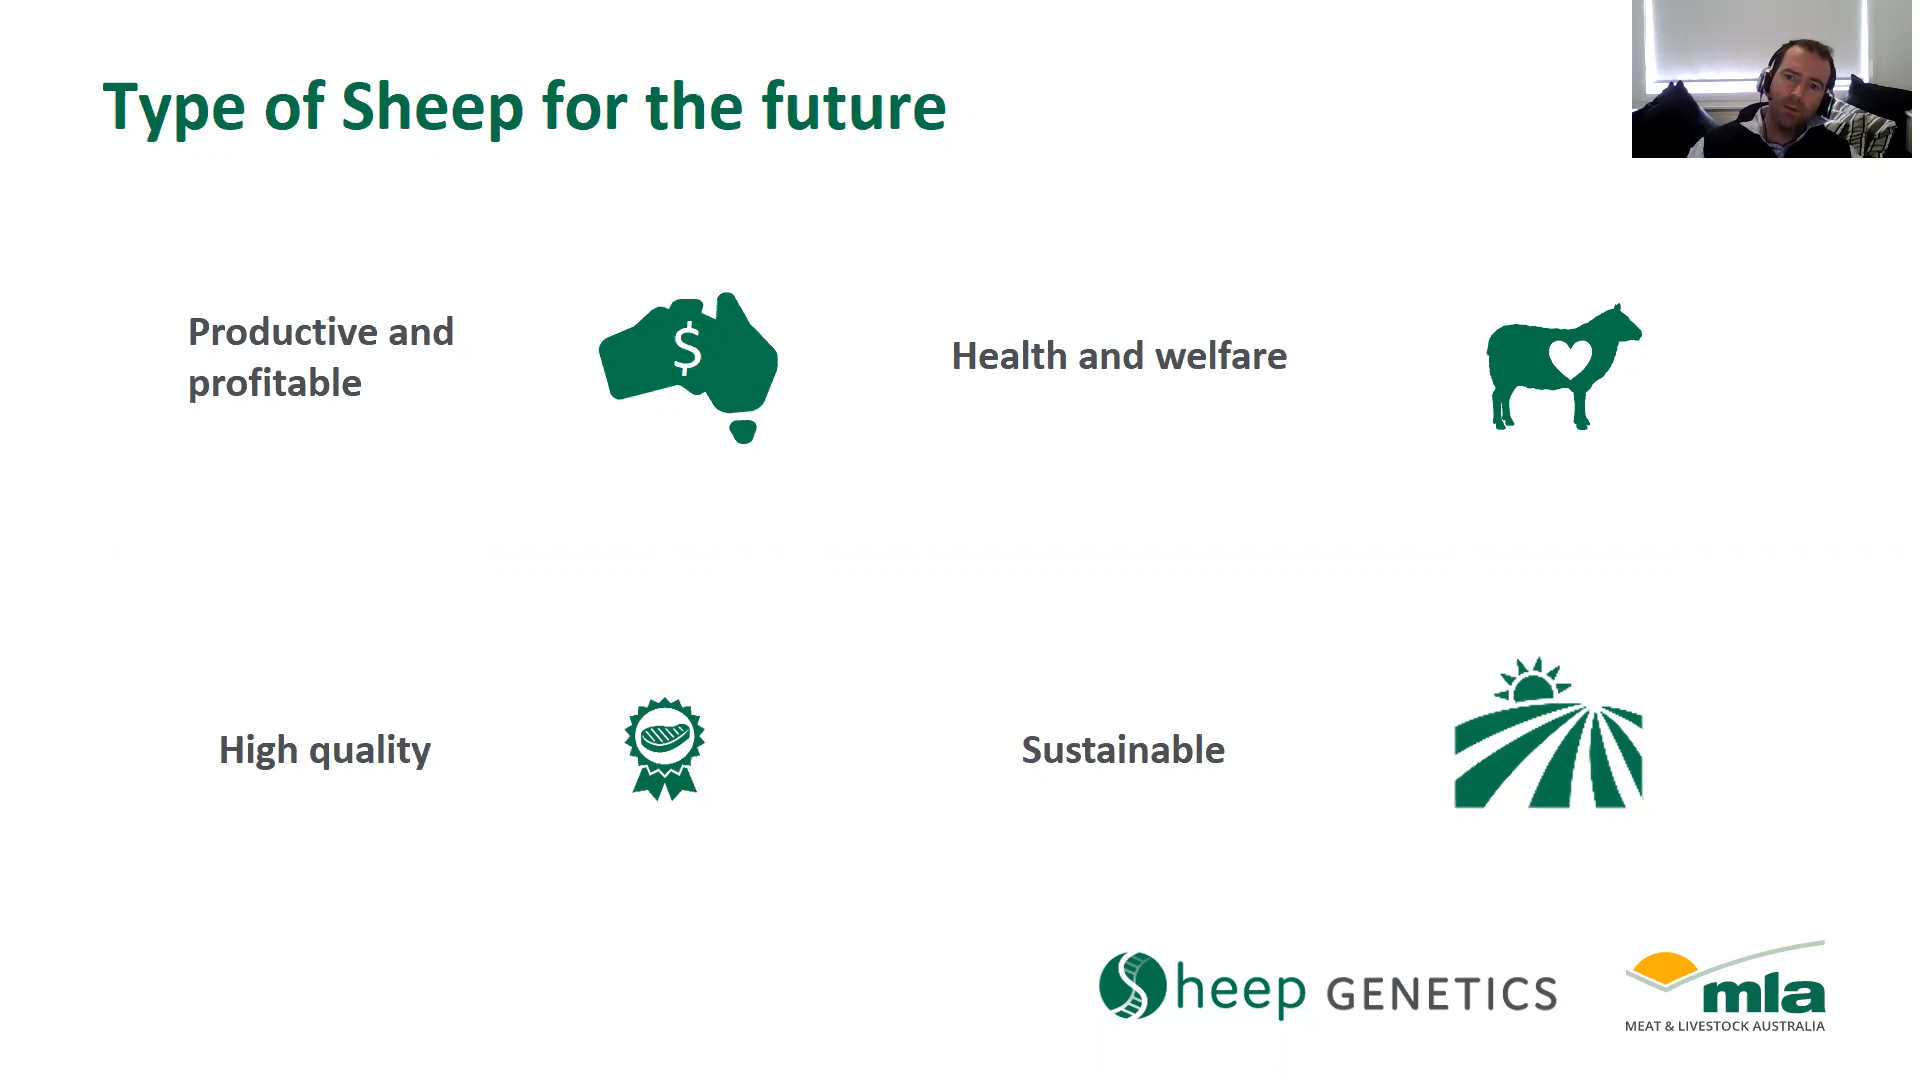 Type of Sheep for the future
Productive and
profitable
$
Health and welfare
High quality
Sustainable
Sheep GENETICS
mla
MEAT & LIVESTOCK AUSTRALIA